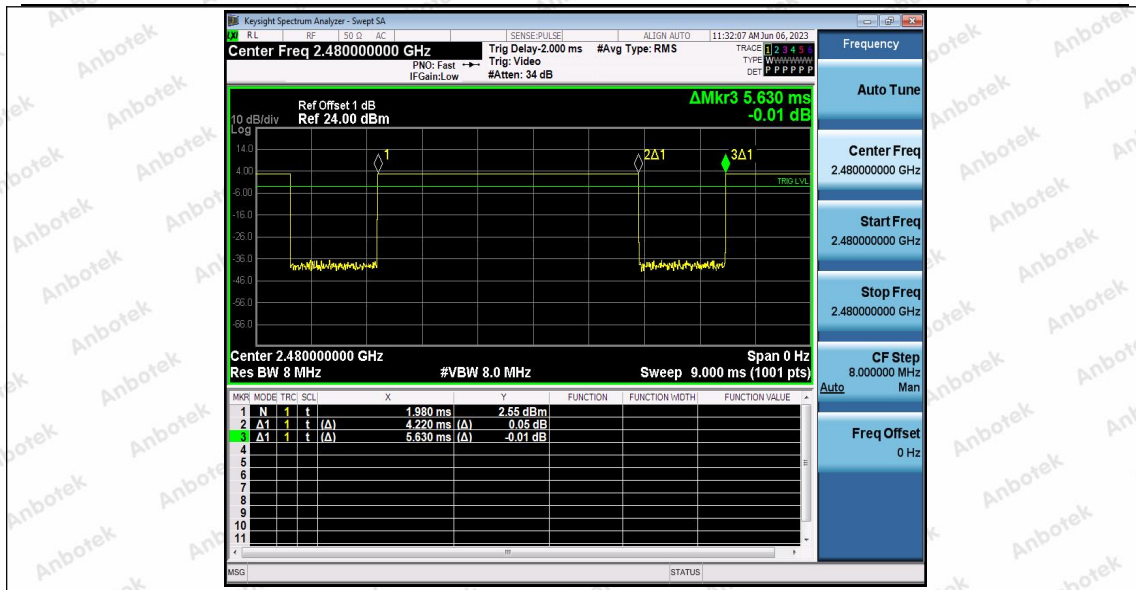 Keysight Spectrum Analyzer - Swept SA
LXI RL RF 50 Ω AC SENSE:PULSE ALIGN AUTO 11:32:07 AM Jun 06, 2023
Center Freq 2.480000000 GHz
Trig Delay-2.000 ms #Avg Type: RMS
TRACE 1 2 3 4 5 6
PNO: Fast Trig: Video
TYPE WWWWWW
IFGain:Low #Atten: 34 dB
DET P P P P P P
ΔMkr3 5.630 ms
-0.01 dB
Ref Offset 1 dB
10 dB/div Ref 24.00 dBm
Log
14.0
4.00
-6.00
-16.0
-26.0
-36.0
-46.0
-56.0
-66.0
1
2Δ1
3Δ1
TRIG LVL
Center 2.480000000 GHz Span 0 Hz
Res BW 8 MHz #VBW 8.0 MHz Sweep 9.000 ms (1001 pts)
MKR MODE TRC SCL X Y FUNCTION FUNCTION WIDTH FUNCTION VALUE
1 N 1 t 1.980 ms 2.55 dBm
2 Δ1 1 t (Δ) 4.220 ms (Δ) 0.05 dB
3 Δ1 1 t (Δ) 5.630 ms (Δ) -0.01 dB
4
5
6
7
8
9
10
11
MSG STATUS
Frequency
Auto Tune
Center Freq
2.480000000 GHz
Start Freq
2.480000000 GHz
Stop Freq
2.480000000 GHz
CF Step
8.000000 MHz
Auto Man
Freq Offset
0 Hz
Anbotek